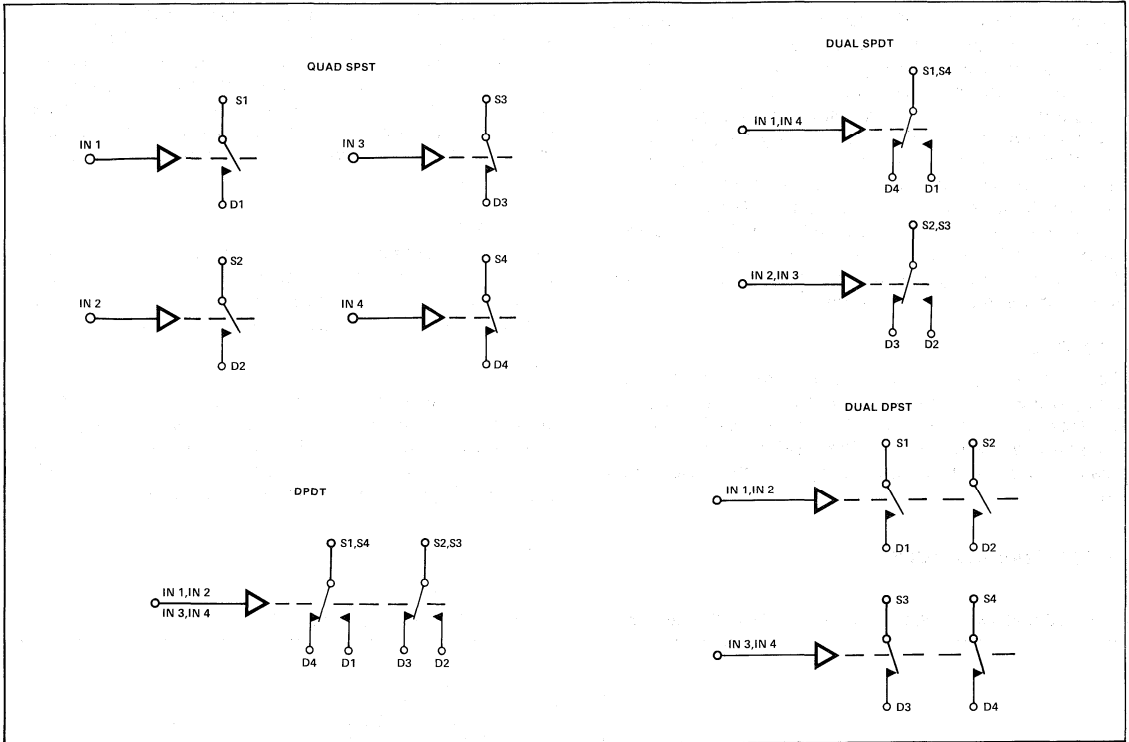 QUAD SPST
S1
IN 1
D1
S3
IN 3
D3
S2
IN 2
D2
S4
IN 4
D4
DUAL SPDT
S1,S4
IN 1,IN 4
D4 D1
S2,S3
IN 2,IN 3
D3 D2
DPDT
S1,S4 S2,S3
IN 1,IN 2
IN 3,IN 4
D4 D1 D3 D2
DUAL DPST
S1 S2
IN 1,IN 2
D1 D2
S3 S4
IN 3,IN 4
D3 D4